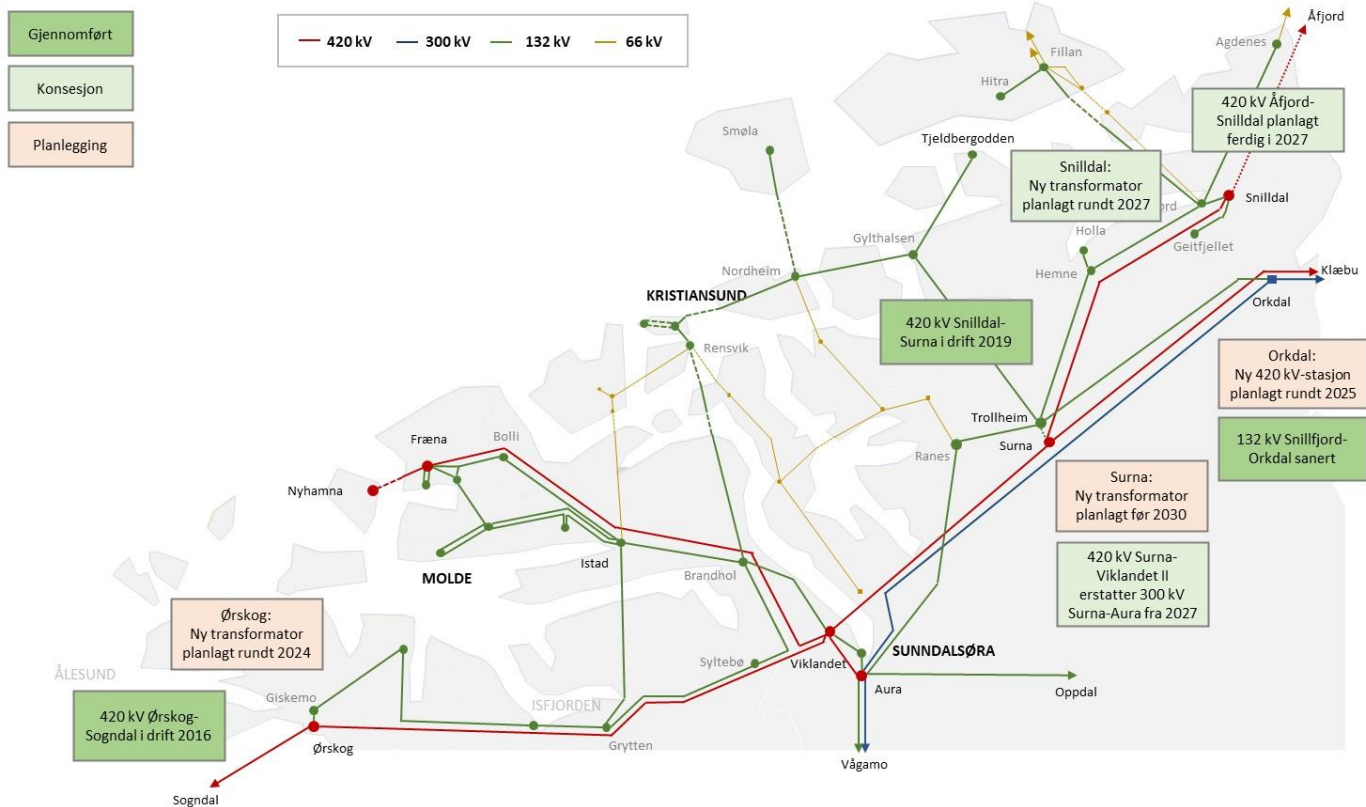 Gjennomført
Konsesjon
Planlegging
420 kV
300 kV
132 kV
66 kV
Åfjord
Agdenes
Fillan
Hitra
420 kV Åfjord-
Snilldal planlagt
ferdig i 2027
Smøla
Tjeldbergodden
Snilldal:
Ny transformator
planlagt rundt 2027
ord
Snilldal
Holla
Geitfjellet
Gylthalsen
Hemne
Klæbu
Nordheim
Orkdal
KRISTIANSUND
420 kV Snilldal-
Surna i drift 2019
Rensvik
Orkdal:
Ny 420 kV-stasjon
planlagt rundt 2025
Trollheim
132 kV Snillfjord-
Orkdal sanert
Fræna
Bolli
Ranes
Surna
Nyhamna
Surna:
Ny transformator
planlagt før 2030
Istad
MOLDE
Brandhol
420 kV Surna-
Viklandet II
erstatter 300 kV
Surna-Aura fra 2027
Ørskog:
Ny transformator
planlagt rundt 2024
ÅLESUND
Syltebø
Viklandet
SUNNDALSØRA
Aura
Oppdal
Giskemo
ISFJORDEN
420 kV Ørskog-
Sogndal i drift 2016
Ørskog
Grytten
Vågamo
Sogndal